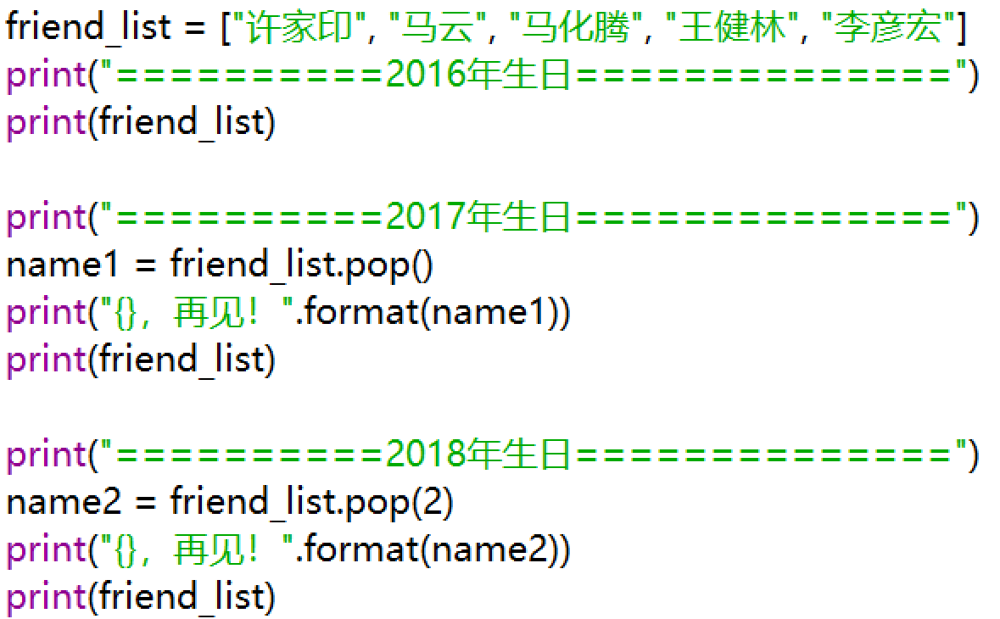 friend_list = ["许家印", "马云", "马化腾", "王健林", "李彦宏"]
print("==========2016年生日==============")
print(friend_list)
print("==========2017年生日==============")
name1 = friend_list.pop()
print("{}，再见！".format(name1))
print(friend_list)
print("==========2018年生日==============")
name2 = friend_list.pop(2)
print("{}，再见！".format(name2))
print(friend_list)